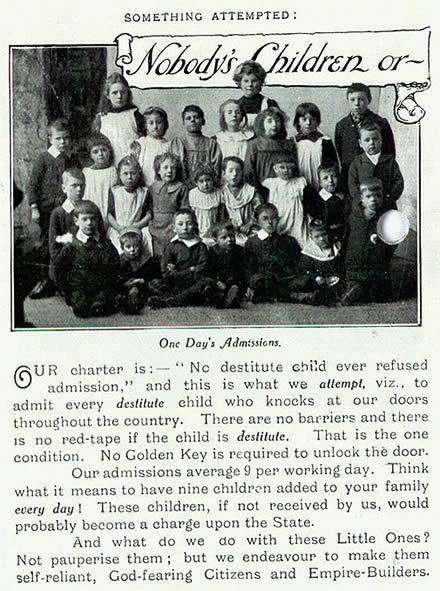 SOMETHING ATTEMPTED:
Nobody's Children or~
One Day's Admissions.
OUR charter is:—"No destitute child ever refused
admission," and this is what we attempt, viz., to
admit every destitute child who knocks at our doors
throughout the country. There are no barriers and there
is no red-tape if the child is destitute. That is the one
condition. No Golden Key is required to unlock the door.
Our admissions average 9 per working day. Think
what it means to have nine children added to your family
every day! These children, if not received by us, would
probably become a charge upon the State.
And what do we do with these Little Ones?
Not pauperise them; but we endeavour to make them
self-reliant, God-fearing Citizens and Empire-Builders.